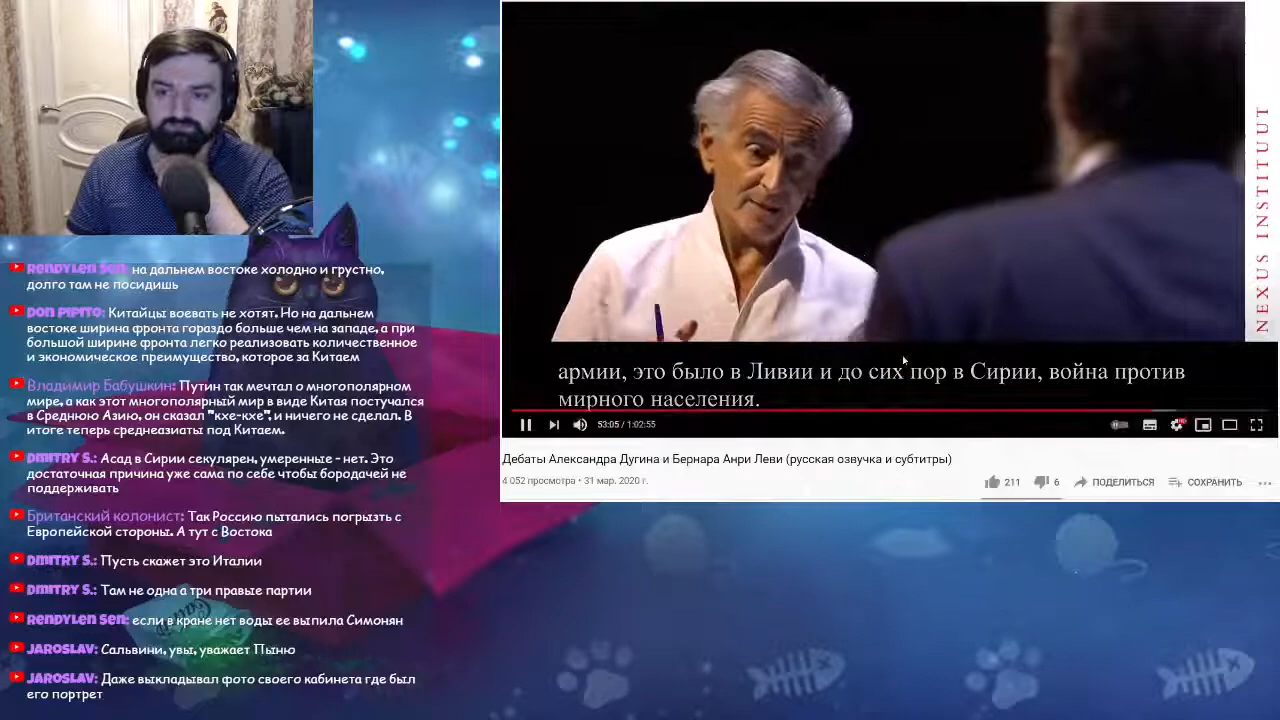 Rendylen Sen: на дальнем востоке холодно и грустно,
долго там не посидишь
Don Pipito: Китайцы воевать не хотят. Но на дальнем
востоке ширина фронта гораздо больше чем на западе, а при
большой ширине фронта легко реализовать количественное
и экономическое преимущество, которое за Китаем
Владимир Бабушкин: Путин так мечтал о многополярном
мире, а как этот многополярный мир в виде Китая постучался
в Среднюю Азию, он сказал "кхе-кхе", и ничего не сделал. В
итоге теперь среднеазиаты под Китаем.
Dmitry S.: Асад в Сирии секулярен, умеренные - нет. Это
достаточная причина уже сама по себе чтобы бородачей не
поддерживать
Британский колонист: Так Россию пытались погрызть с
Европейской стороны. А тут с Востока
Dmitry S.: Пусть скажет это Италии
Dmitry S.: Там не одна а три правые партии
Rendylen Sen: если в кране нет воды ее выпила Симонян
JAROSLAV: Сальвини, увы, уважает Пыню
JAROSLAV: Даже выкладывал фото своего кабинета где был
его портрет
NEXUS INSTITUUT
армии, это было в Ливии и до сих пор в Сирии, война против
мирного населения.
53:05 / 1:02:55
Дебаты Александра Дугина и Бернара Анри Леви (русская озвучка и субтитры)
4 052 просмотра • 31 мар. 2020 г.
211
6
ПОДЕЛИТЬСЯ
СОХРАНИТЬ